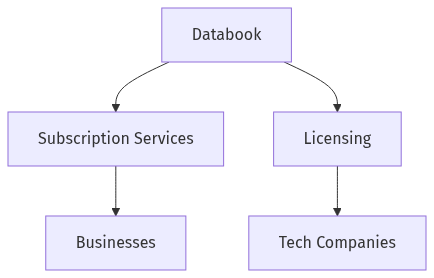 Databook
Subscription Services
Licensing
Businesses
Tech Companies